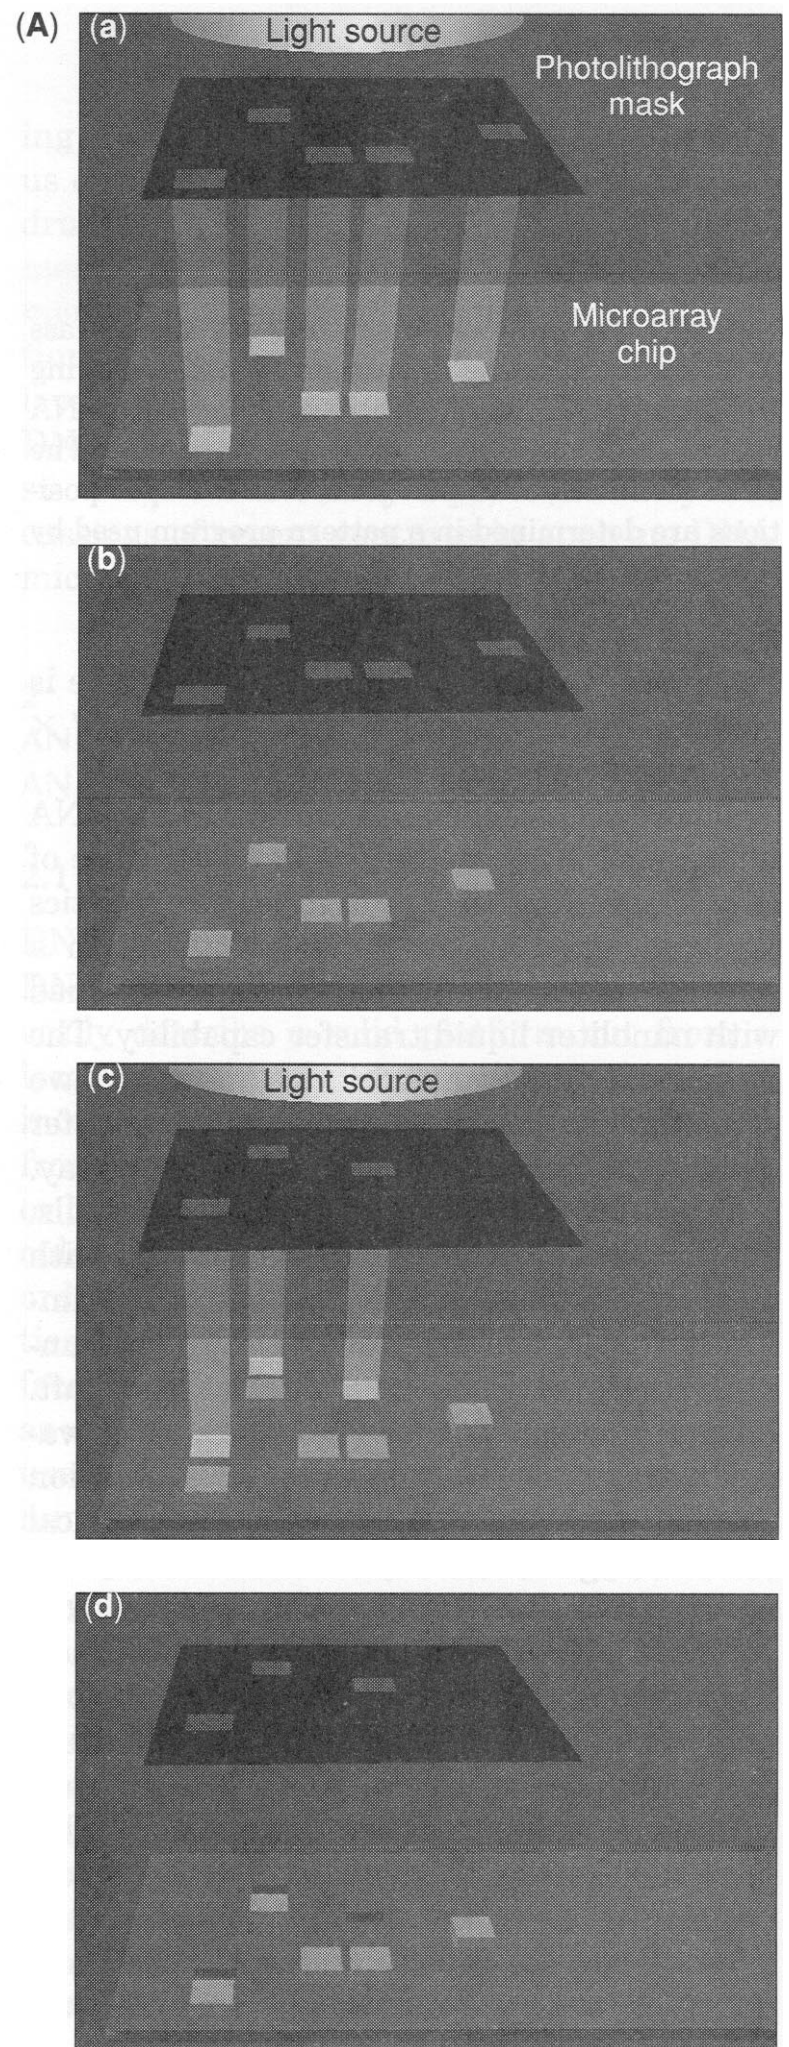 (A) (a) Light source
Photolithograph
mask
Microarray
chip
(b)
(c) Light source
(d)